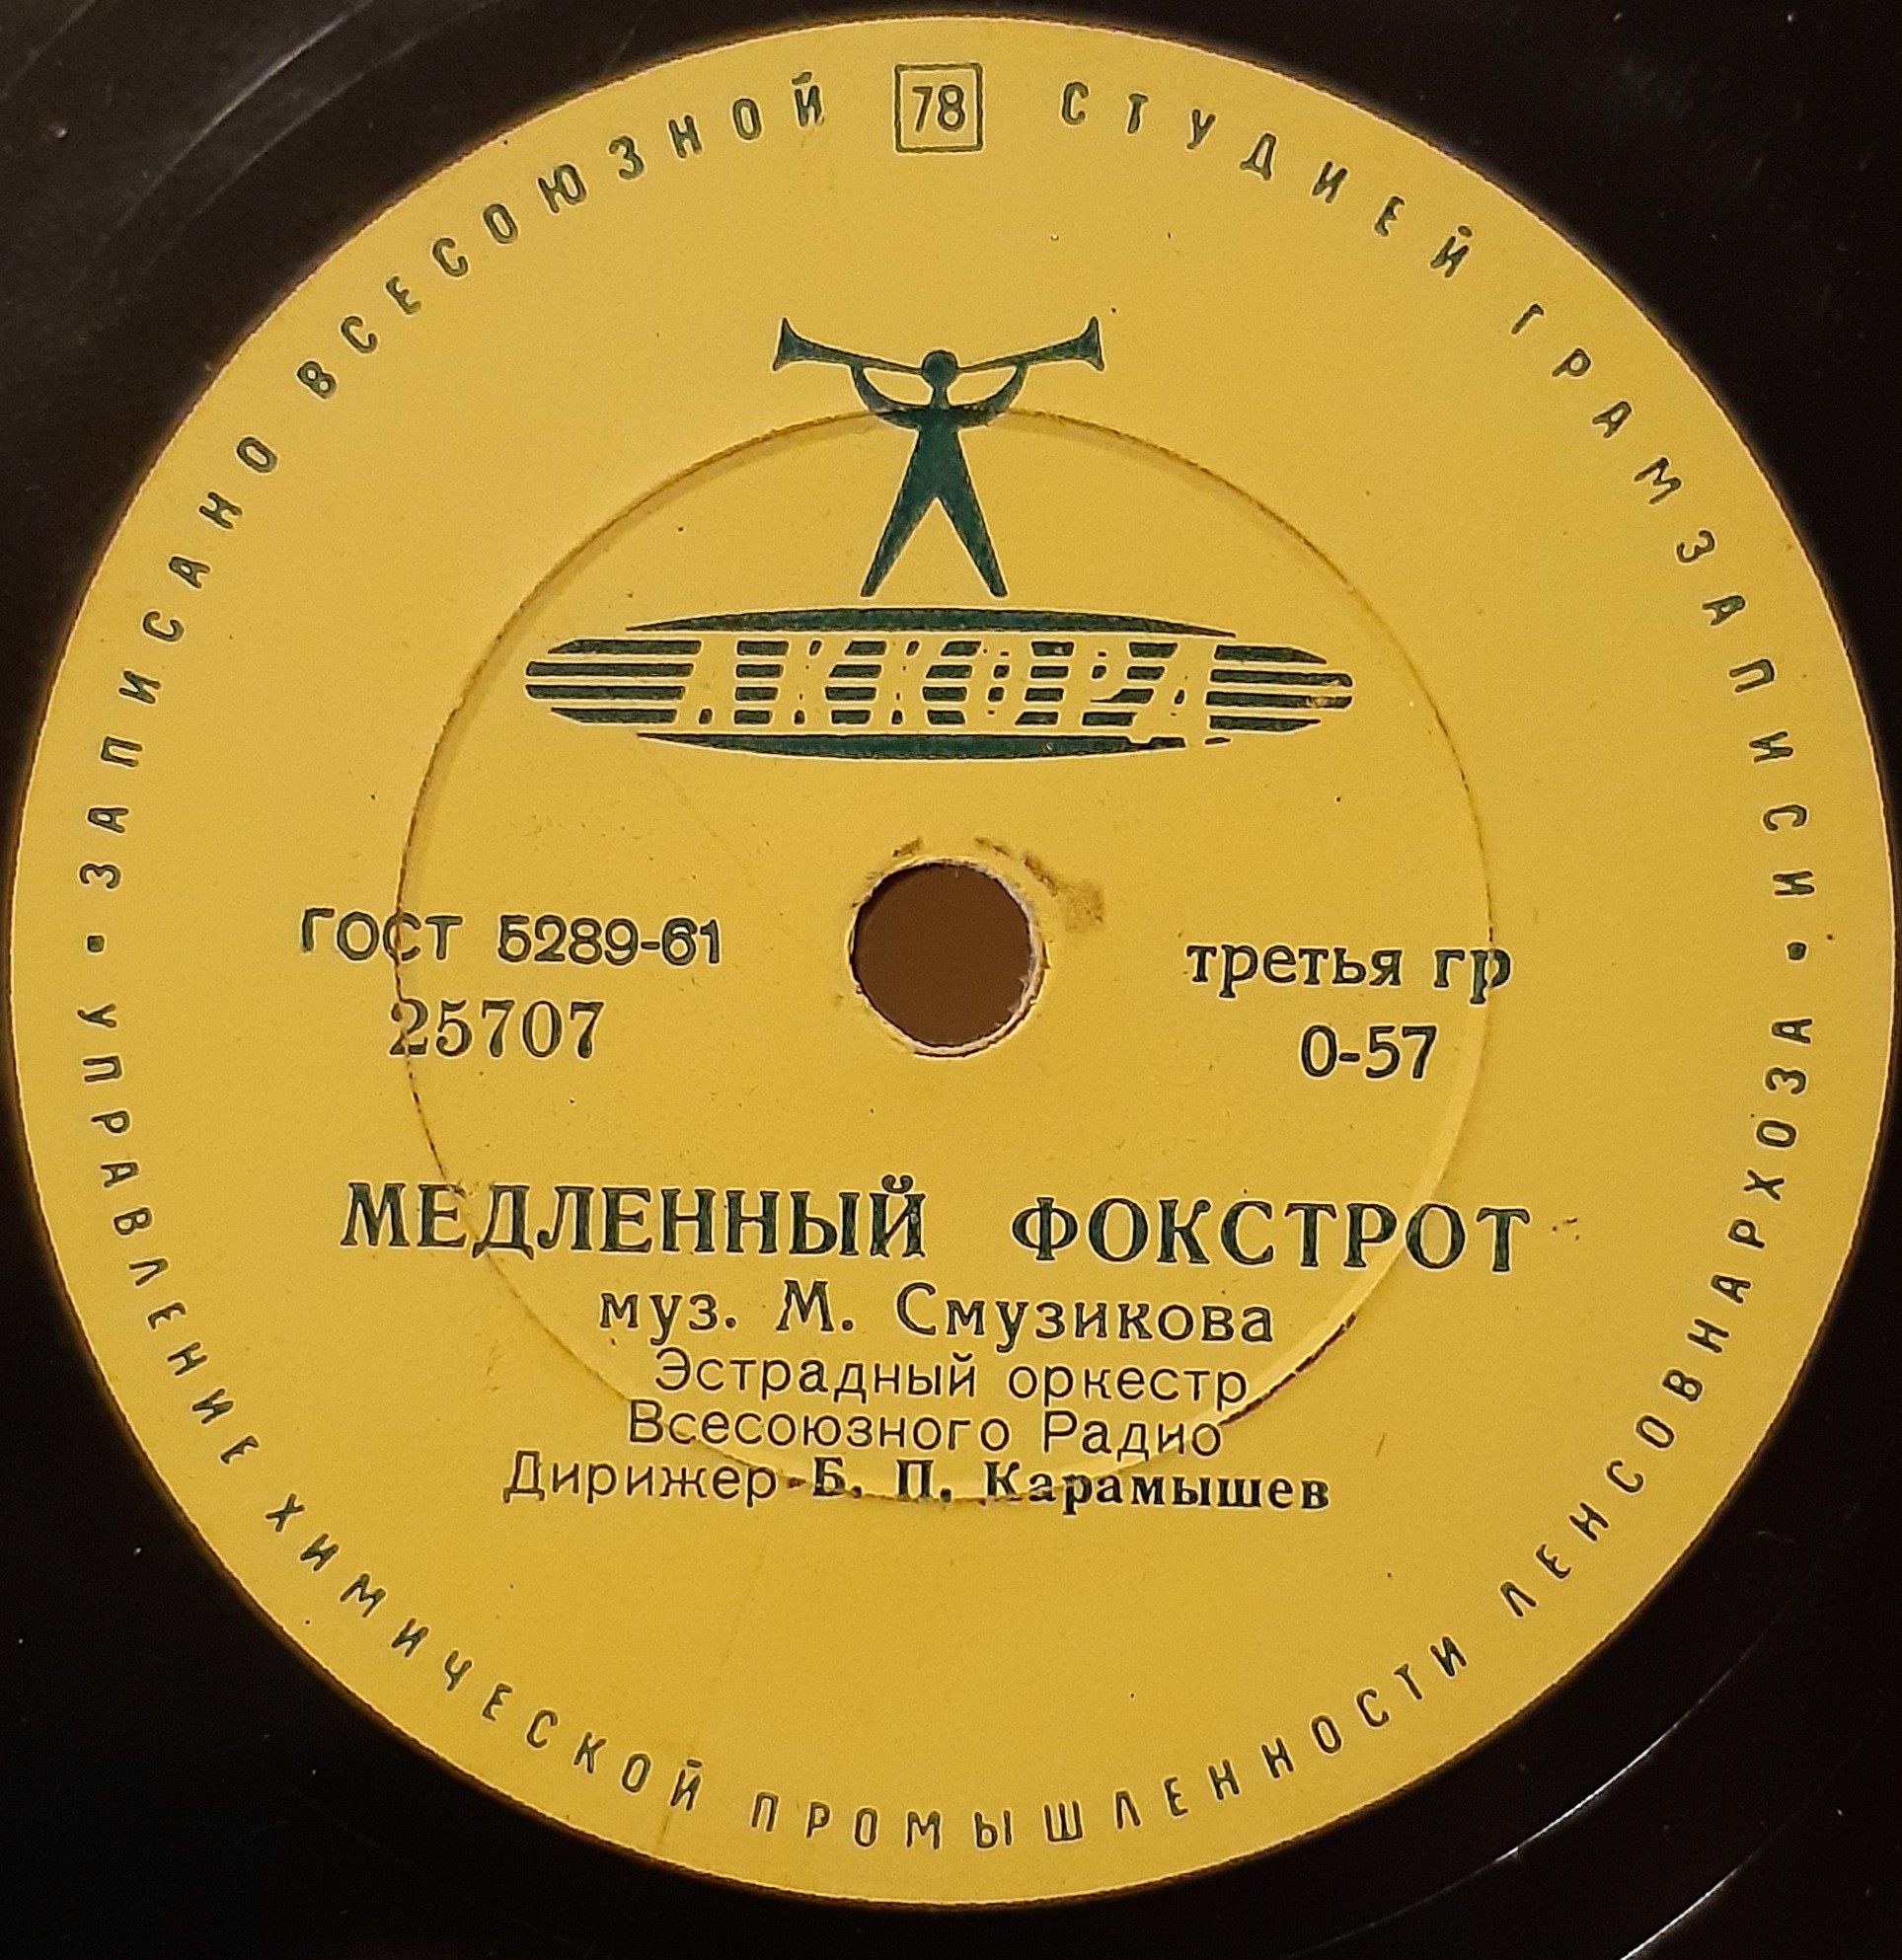 ЗАПИСАНО ВСЕСОЮЗНОЙ 78 СТУДИЕЙ ГРАМЗАПИСИ
АККОРД
ГОСТ 5289-61
25707
третья гр
0-57
МЕДЛЕННЫЙ ФОКСТРОТ
муз. М. Смузикова
Эстрадный оркестр
Всесоюзного Радио
Дирижер Б. П. Карамышев
УПРАВЛЕНИЕ ХИМИЧЕСКОЙ ПРОМЫШЛЕННОСТИ ЛЕНСОВНАРХОЗА